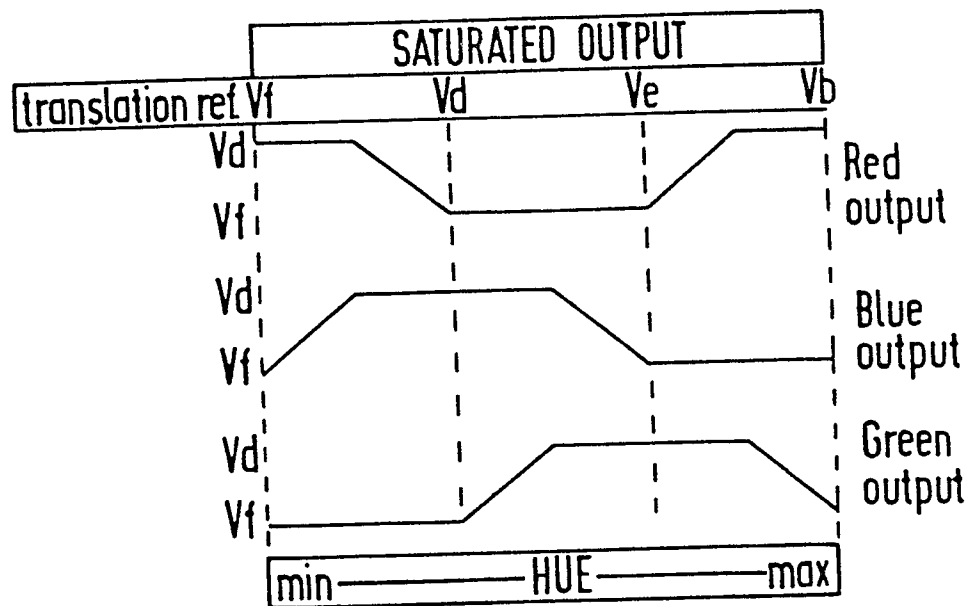 SATURATED OUTPUT
translation ref. Vf Vd Ve Vb
Vd
Vf
Red
output
Vd
Vf
Blue
output
Vd
Vf
Green
output
min HUE max